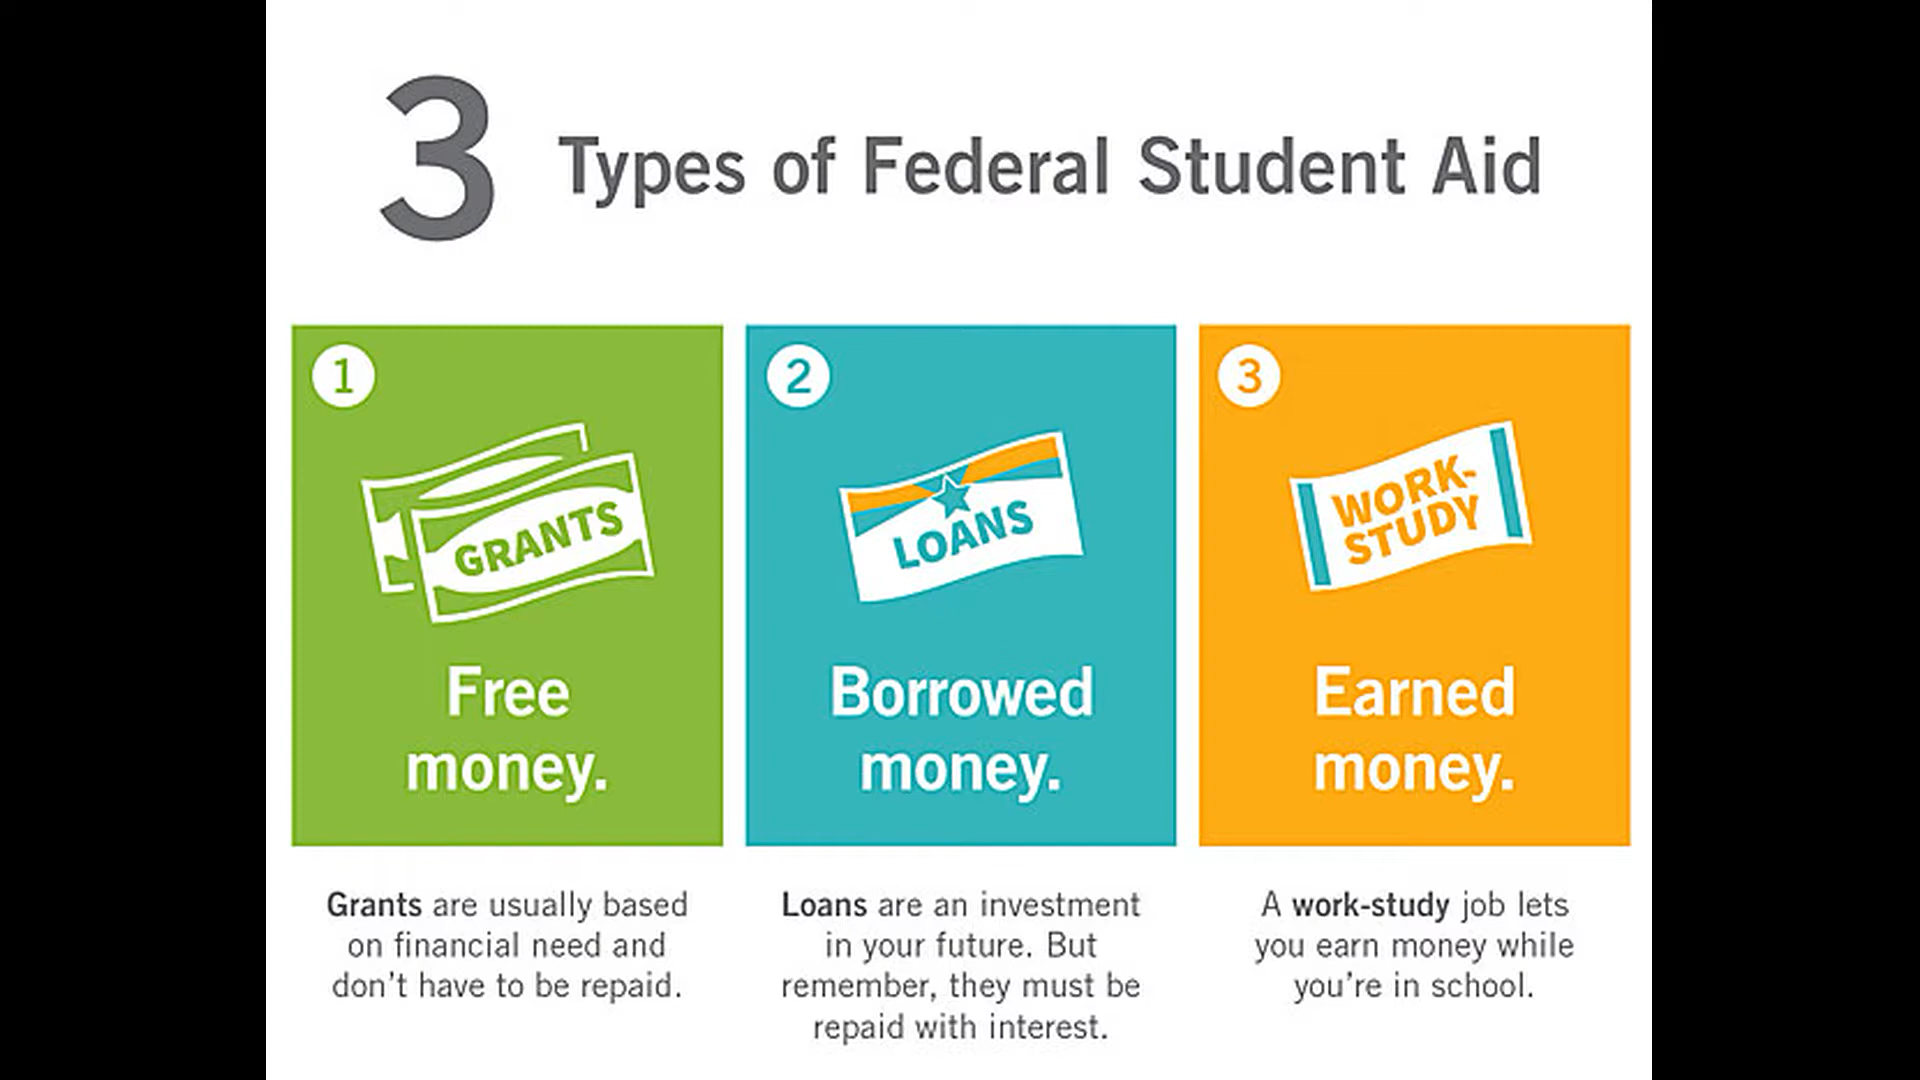 3 Types of Federal Student Aid
1
GRANTS
Free
money.
Grants are usually based
on financial need and
don't have to be repaid.
2
LOANS
Borrowed
money.
Loans are an investment
in your future. But
remember, they must be
repaid with interest.
3
WORK-
STUDY
Earned
money.
A work-study job lets
you earn money while
you're in school.